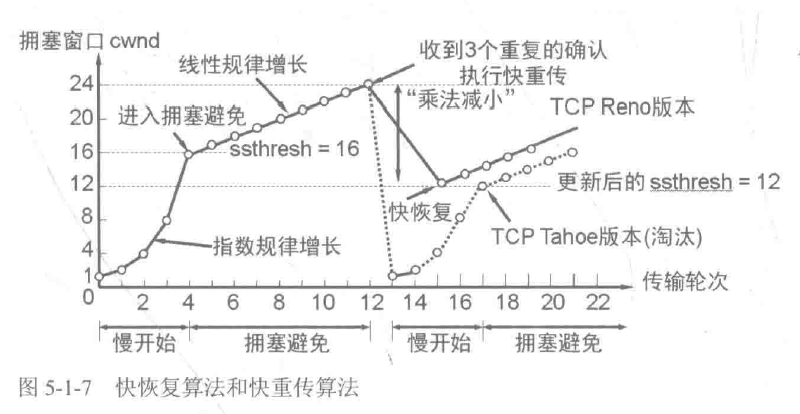 拥塞窗口 cwnd
收到3个重复的确认
执行快重传
线性规律增长
24
“乘法减小”
TCP Reno版本
20
进入拥塞避免
16
ssthresh = 16
12
更新后的 ssthresh = 12
快恢复
8
指数规律增长
TCP Tahoe版本(淘汰)
4
1
传输轮次
0 2 4 6 8 10 12 14 16 18 20 22
慢开始 拥塞避免 慢开始 拥塞避免
图 5-1-7 快恢复算法和快重传算法